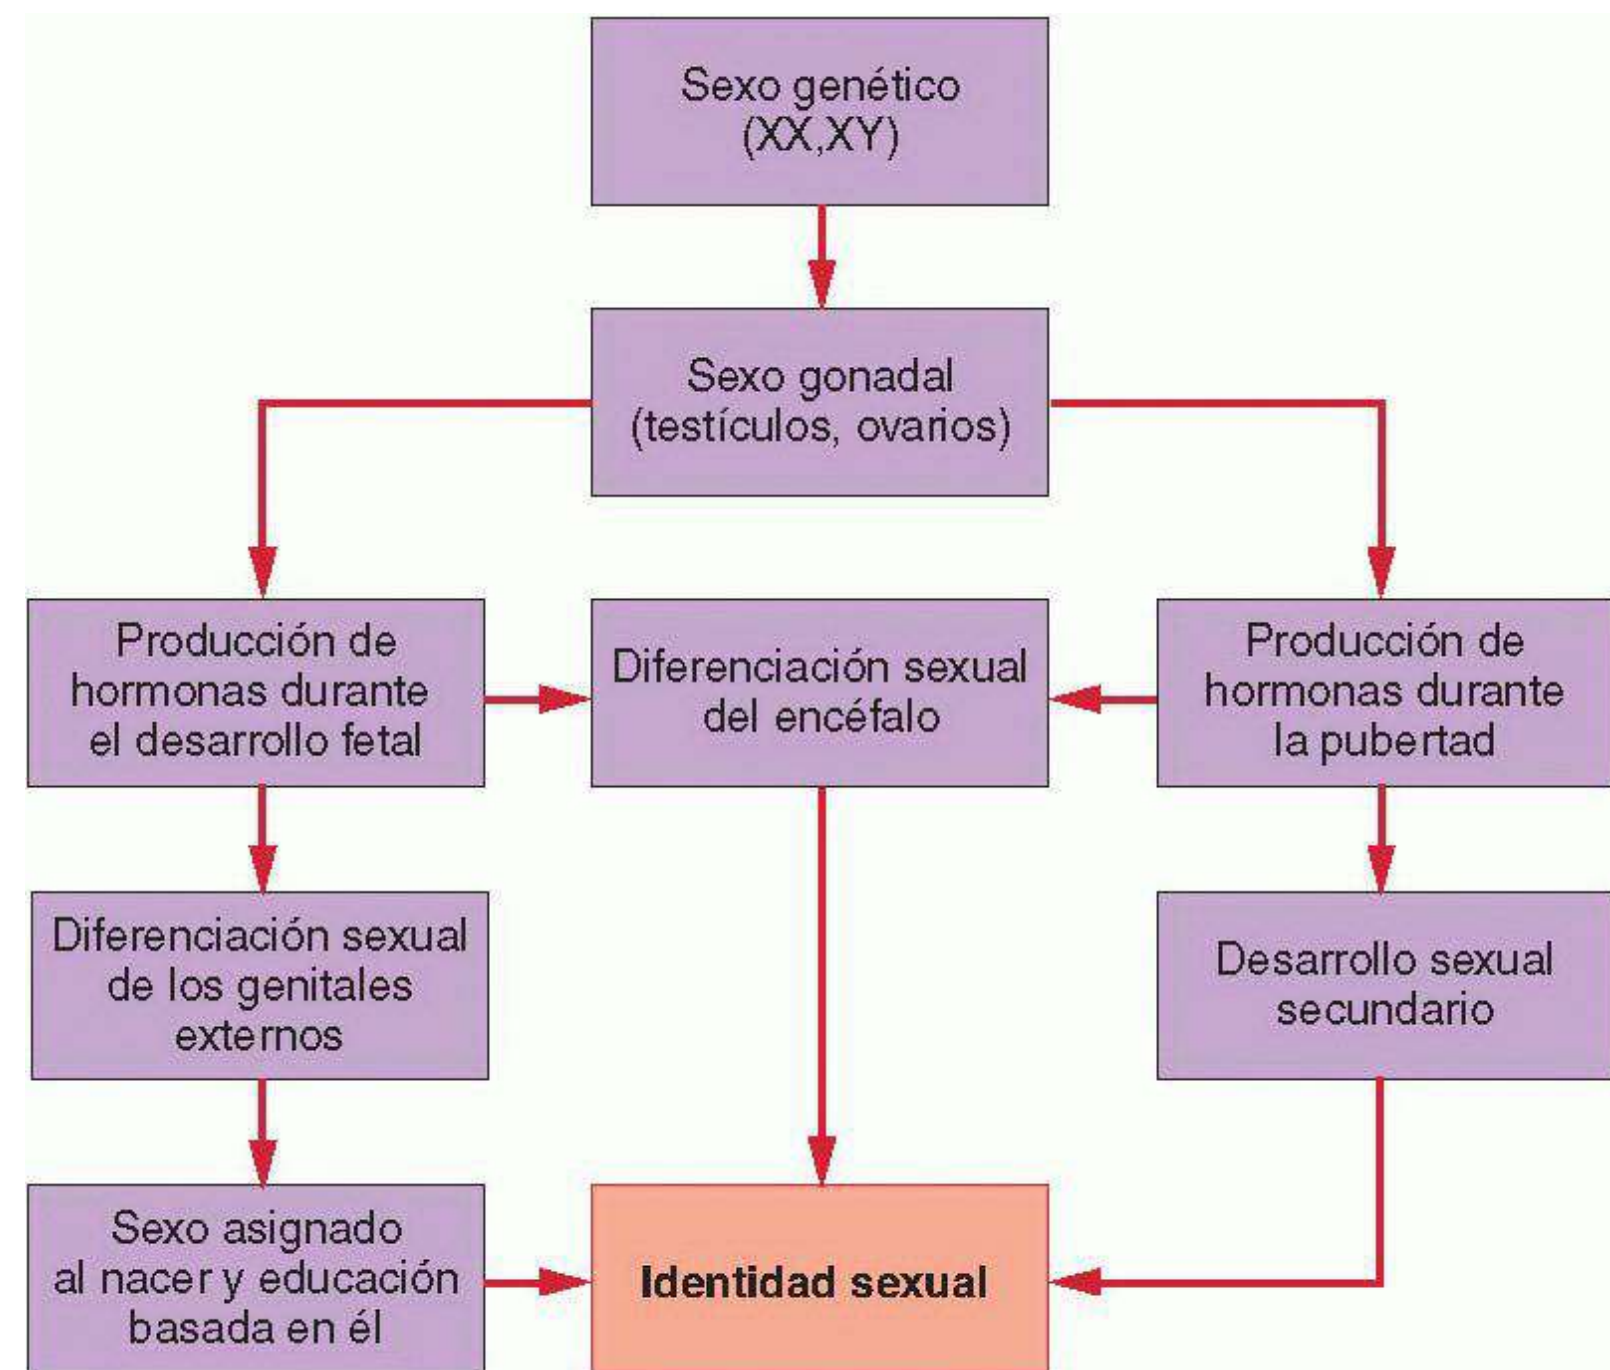 Sexo genético
(XX,XY)
Sexo gonadal
(testículos, ovarios)
Producción de
hormonas durante
el desarrollo fetal
Diferenciación sexual
del encéfalo
Producción de
hormonas durante
la pubertad
Diferenciación sexual
de los genitales
externos
Desarrollo sexual
secundario
Sexo asignado
al nacer y educación
basada en él
Identidad sexual